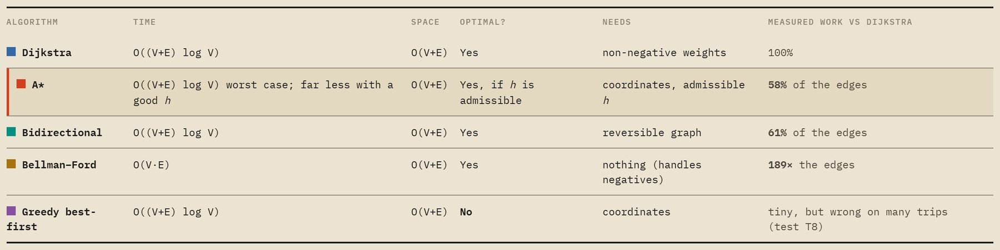 ALGORITHM TIME SPACE OPTIMAL? NEEDS MEASURED WORK VS DIJKSTRA
Dijkstra O((V+E) log V) O(V+E) Yes non-negative weights 100%
A* O((V+E) log V) worst case; far less with a O(V+E) Yes, if h is coordinates, admissible 58% of the edges
good h admissible h
Bidirectional O((V+E) log V) O(V+E) Yes reversible graph 61% of the edges
Bellman–Ford O(V·E) O(V+E) Yes nothing (handles 189× the edges
negatives)
Greedy best- O((V+E) log V) O(V+E) No coordinates tiny, but wrong on many trips
first (test T8)